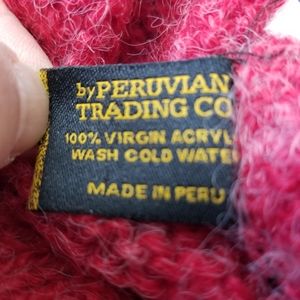 by PERUVIAN
TRADING CO
100% VIRGIN ACRYL
WASH COLD WATE
MADE IN PERU